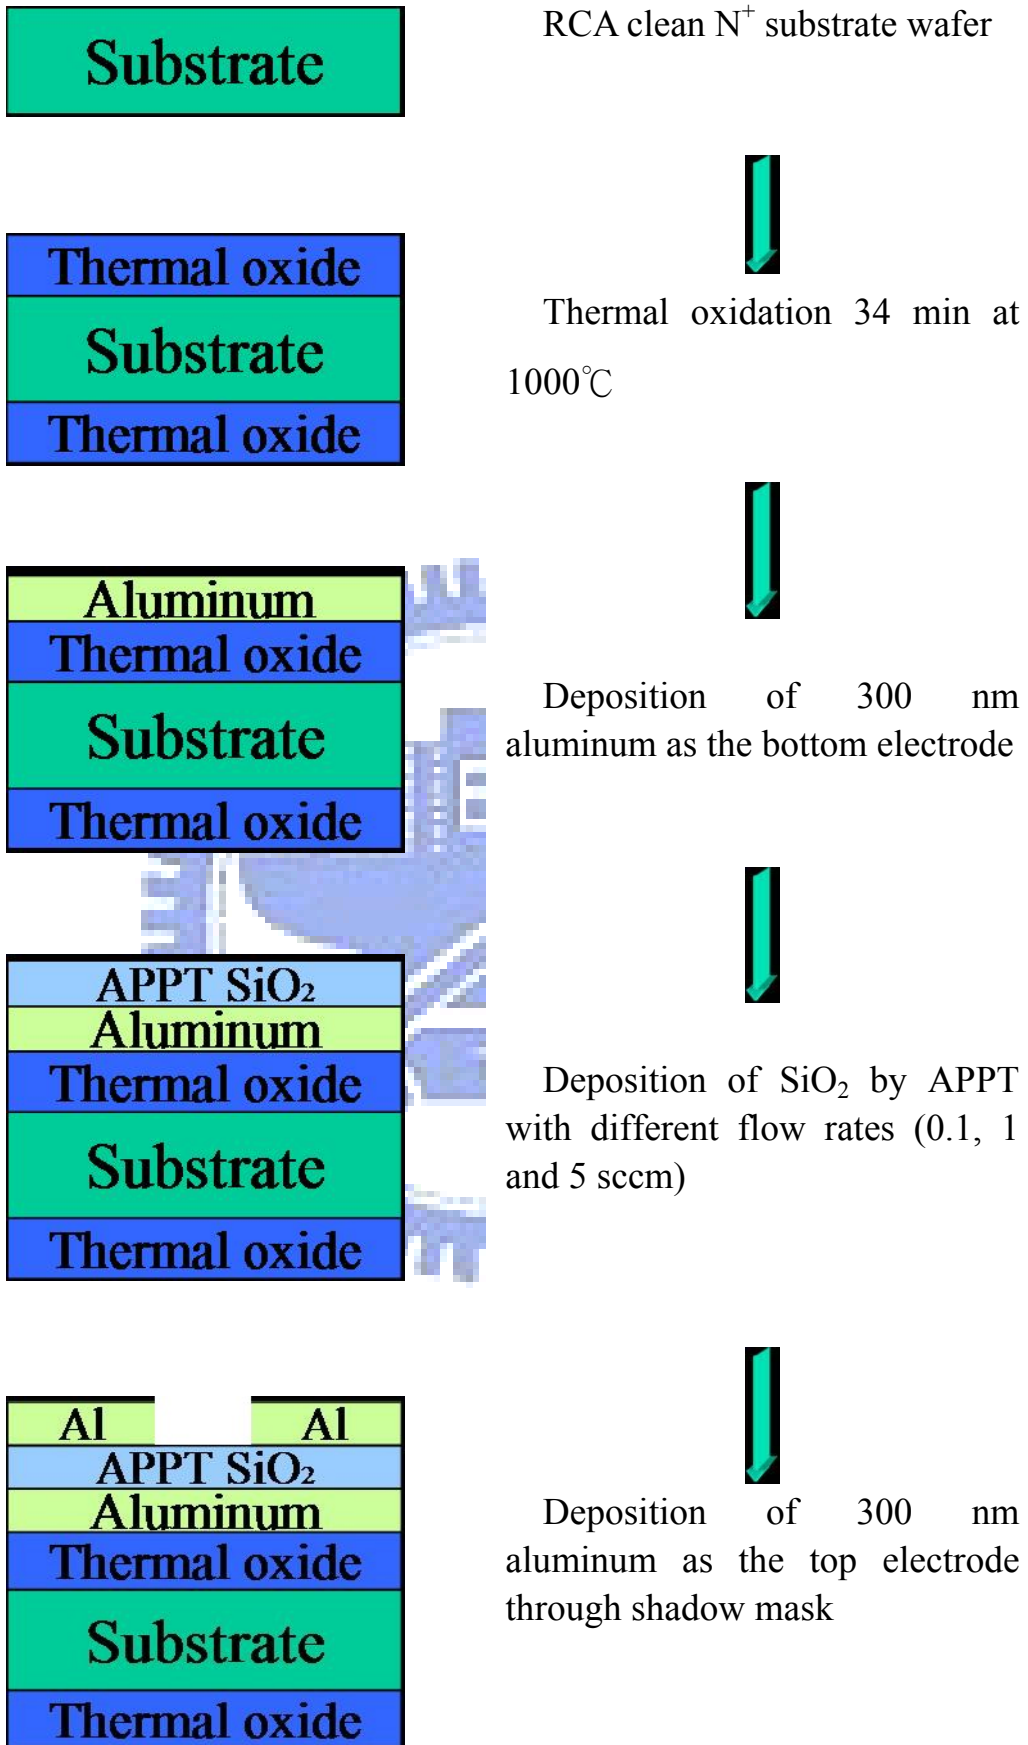 Substrate
RCA clean N⁺ substrate wafer
Thermal oxide
Substrate
Thermal oxide
Thermal oxidation 34 min at
1000℃
Aluminum
Thermal oxide
Substrate
Thermal oxide
Deposition of 300 nm
aluminum as the bottom electrode
APPT SiO₂
Aluminum
Thermal oxide
Substrate
Thermal oxide
Deposition of SiO₂ by APPT
with different flow rates (0.1, 1
and 5 sccm)
Al Al
APPT SiO₂
Aluminum
Thermal oxide
Substrate
Thermal oxide
Deposition of 300 nm
aluminum as the top electrode
through shadow mask